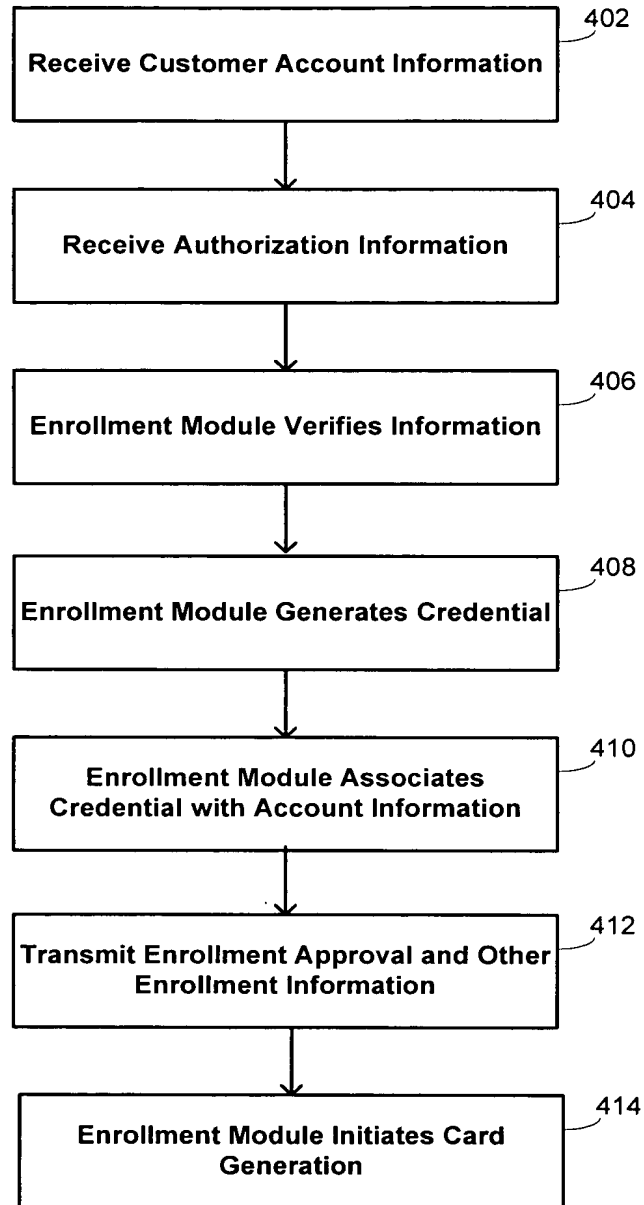 402
Receive Customer Account Information
404
Receive Authorization Information
406
Enrollment Module Verifies Information
408
Enrollment Module Generates Credential
410
Enrollment Module Associates
Credential with Account Information
412
Transmit Enrollment Approval and Other
Enrollment Information
414
Enrollment Module Initiates Card
Generation